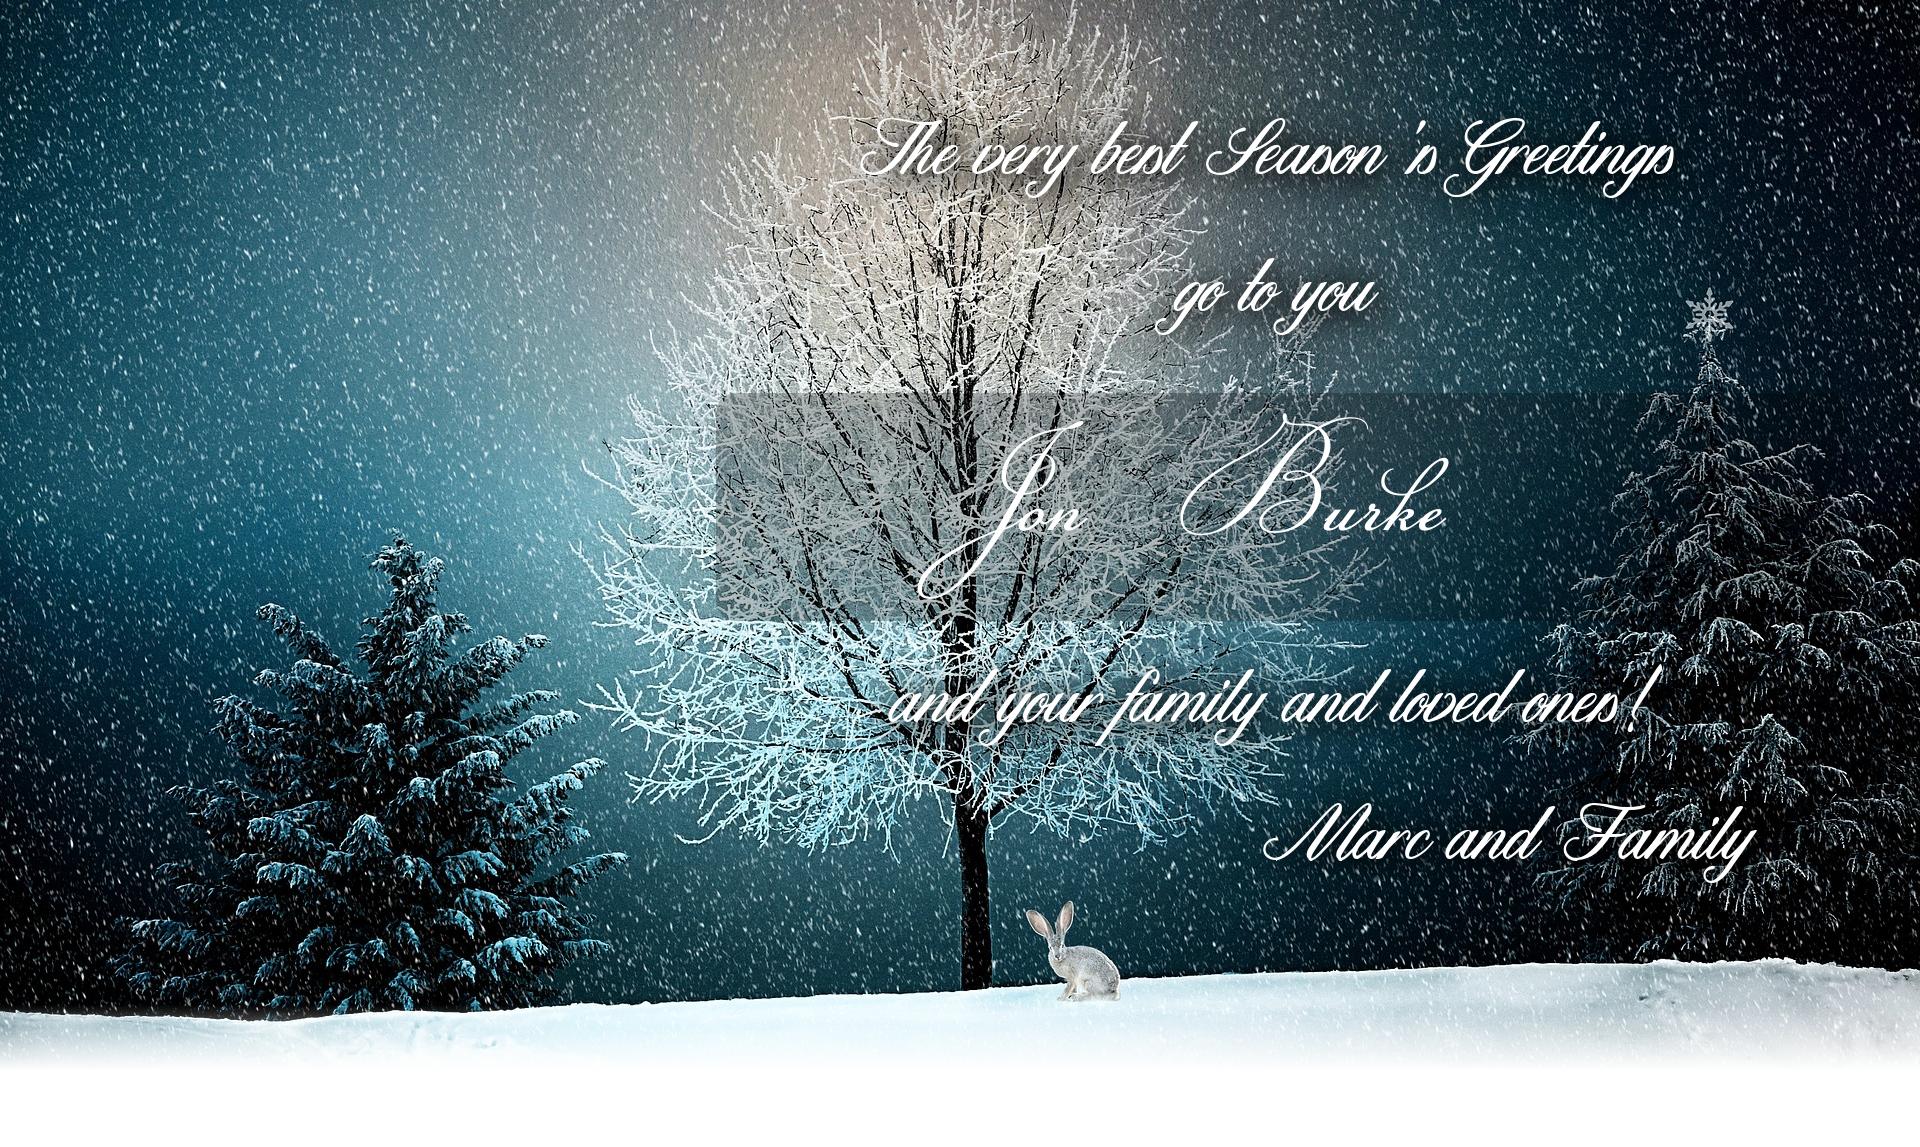 The very best Season's Greetings
go to you
Jon Burke
and your family and loved ones!
Marc and Family